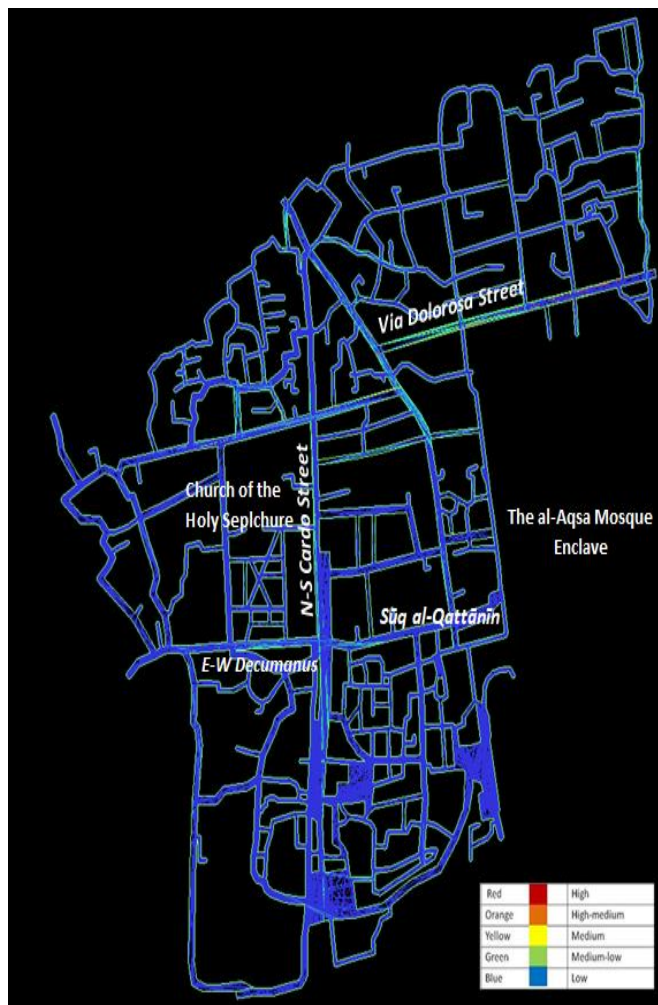 Via Dolorosa Street
Church of the
Holy Seplchure
N-S Cardo Street
The al-Aqsa Mosque
Enclave
Sūq al-Qattānīn
E-W Decumanus
Red High
Orange High-medium
Yellow Medium
Green Medium-low
Blue Low